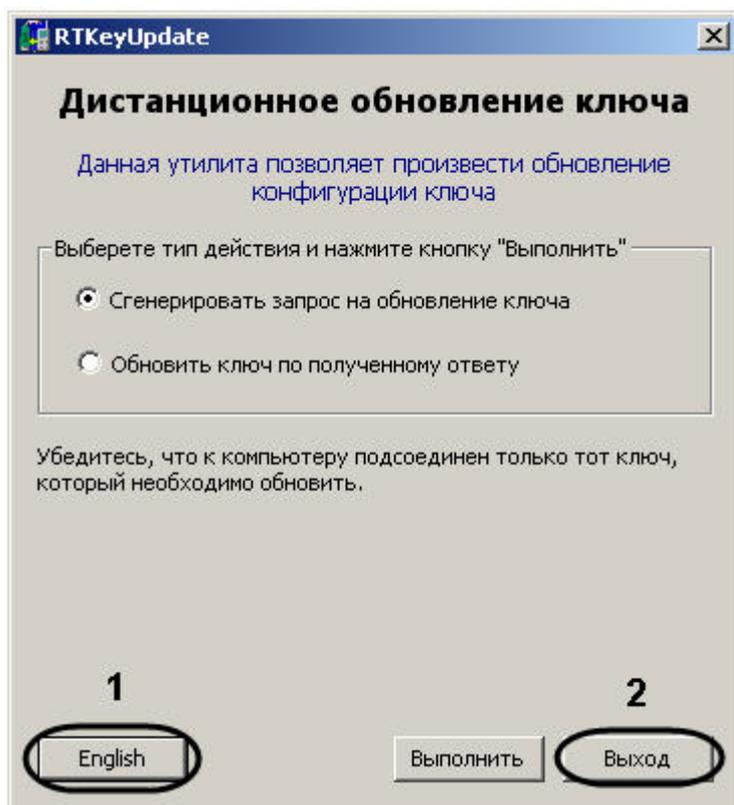 RTKeyUpdate
Дистанционное обновление ключа
Данная утилита позволяет произвести обновление
конфигурации ключа
Выберете тип действия и нажмите кнопку "Выполнить"
Сгенерировать запрос на обновление ключа
Обновить ключ по полученному ответу
Убедитесь, что к компьютеру подсоединен только тот ключ,
который необходимо обновить.
1
2
English
Выполнить
Выход